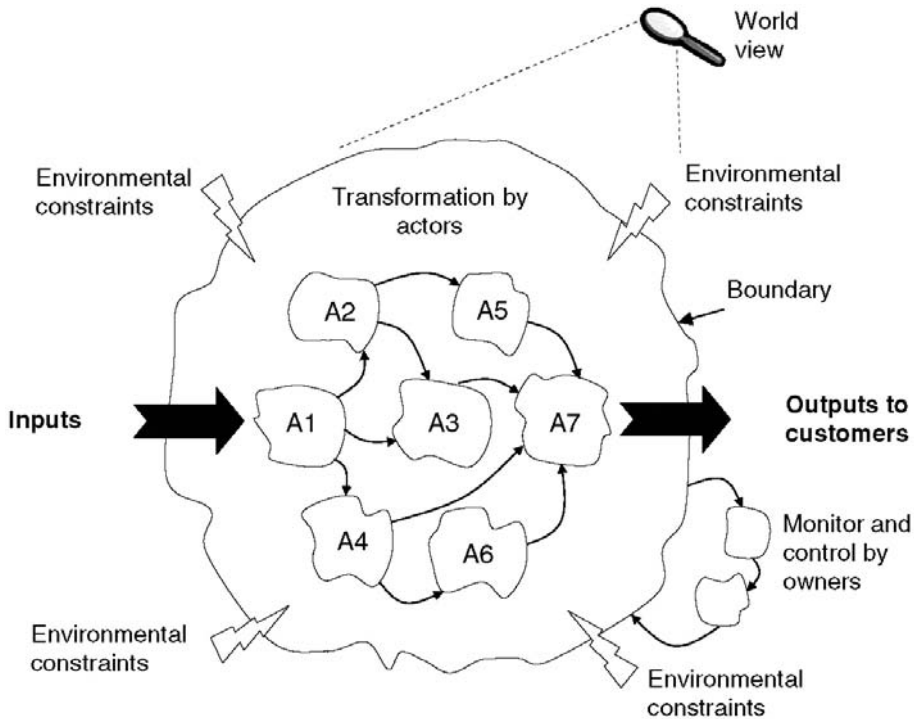 World
view
Environmental
constraints
Environmental
constraints
Transformation by
actors
Boundary
A2
A5
Inputs
A1
A3
A7
Outputs to
customers
A4
A6
Monitor and
control by
owners
Environmental
constraints
Environmental
constraints